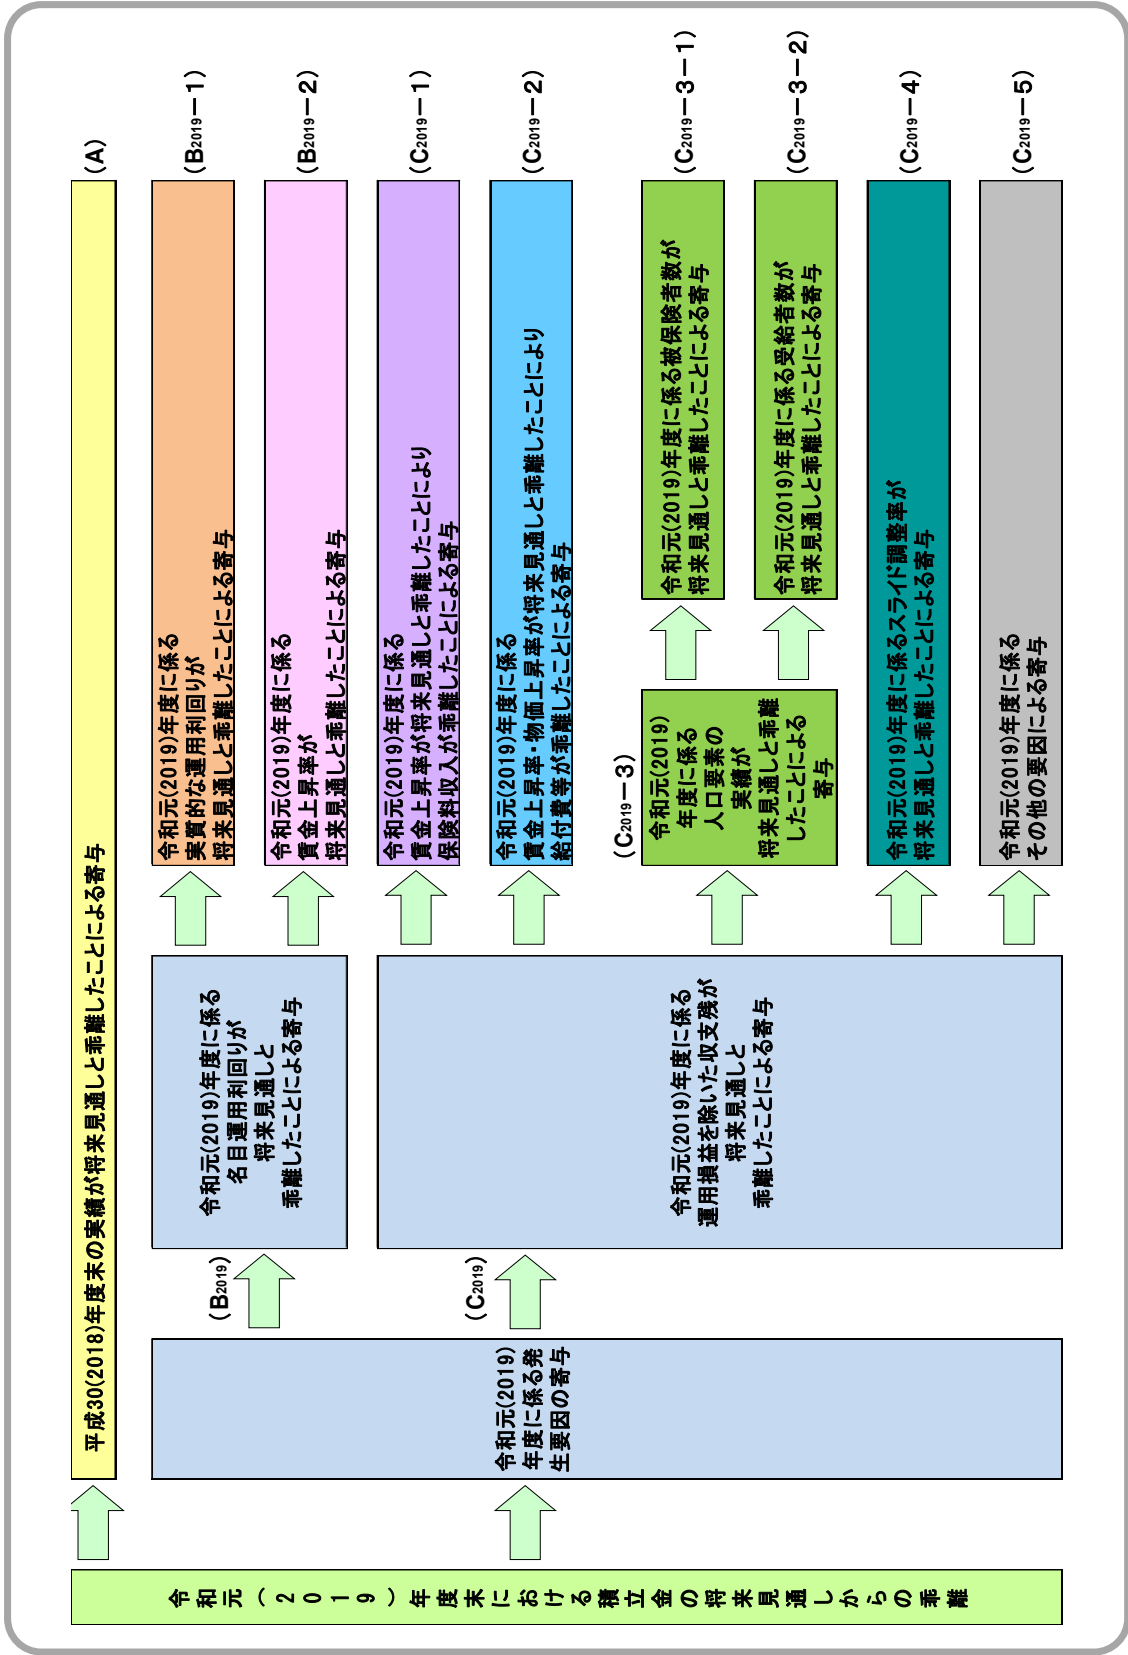 令和元（2019）年度末における積立金の将来見通しからの乖離
平成30(2018)年度末の実績が将来見通しと乖離したことによる寄与
(A)
令和元(2019)
年度に係る発
生要因の寄与
(B2019)
令和元(2019)年度に係る
名目運用利回りが
将来見通しと
乖離したことによる寄与
令和元(2019)年度に係る
実質的な運用利回りが
将来見通しと乖離したことによる寄与
(B2019－1)
令和元(2019)年度に係る
賃金上昇率が
将来見通しと乖離したことによる寄与
(B2019－2)
(C2019)
令和元(2019)年度に係る
運用損益を除いた収支残が
将来見通しと
乖離したことによる寄与
令和元(2019)年度に係る
賃金上昇率が将来見通しと乖離したことにより
保険料収入が乖離したことによる寄与
(C2019－1)
令和元(2019)年度に係る
賃金上昇率・物価上昇率が将来見通しと乖離したことにより
給付費等が乖離したことによる寄与
(C2019－2)
(C2019－3)
令和元(2019)
年度に係る
人口要素の
実績が
将来見通しと乖離
したことによる
寄与
令和元(2019)年度に係る被保険者数が
将来見通しと乖離したことによる寄与
(C2019－3－1)
令和元(2019)年度に係る受給者数が
将来見通しと乖離したことによる寄与
(C2019－3－2)
令和元(2019)年度に係るスライド調整率が
将来見通しと乖離したことによる寄与
(C2019－4)
令和元(2019)年度に係る
その他の要因による寄与
(C2019－5)